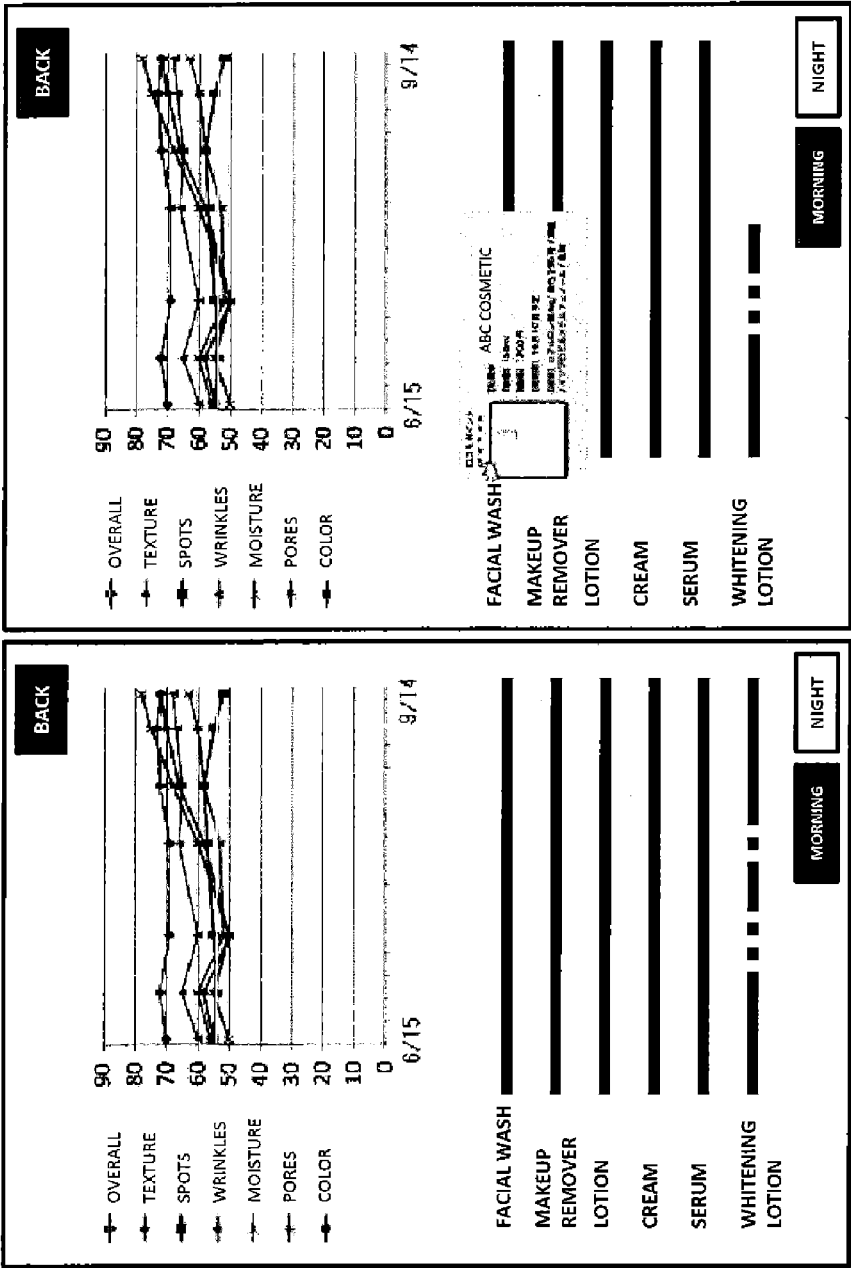 BACK
OVERALL
TEXTURE
SPOTS
WRINKLES
MOISTURE
PORES
COLOR
90
80
70
60
50
40
30
20
10
0
6/15
9/14
FACIAL WASH
MAKEUP
REMOVER
LOTION
CREAM
SERUM
WHITENING
LOTION
MORNING
NIGHT
BACK
OVERALL
TEXTURE
SPOTS
WRINKLES
MOISTURE
PORES
COLOR
90
80
70
60
50
40
30
20
10
0
6/15
9/14
FACIAL WASH
ABC COSMETIC
MAKEUP
REMOVER
LOTION
CREAM
SERUM
WHITENING
LOTION
MORNING
NIGHT